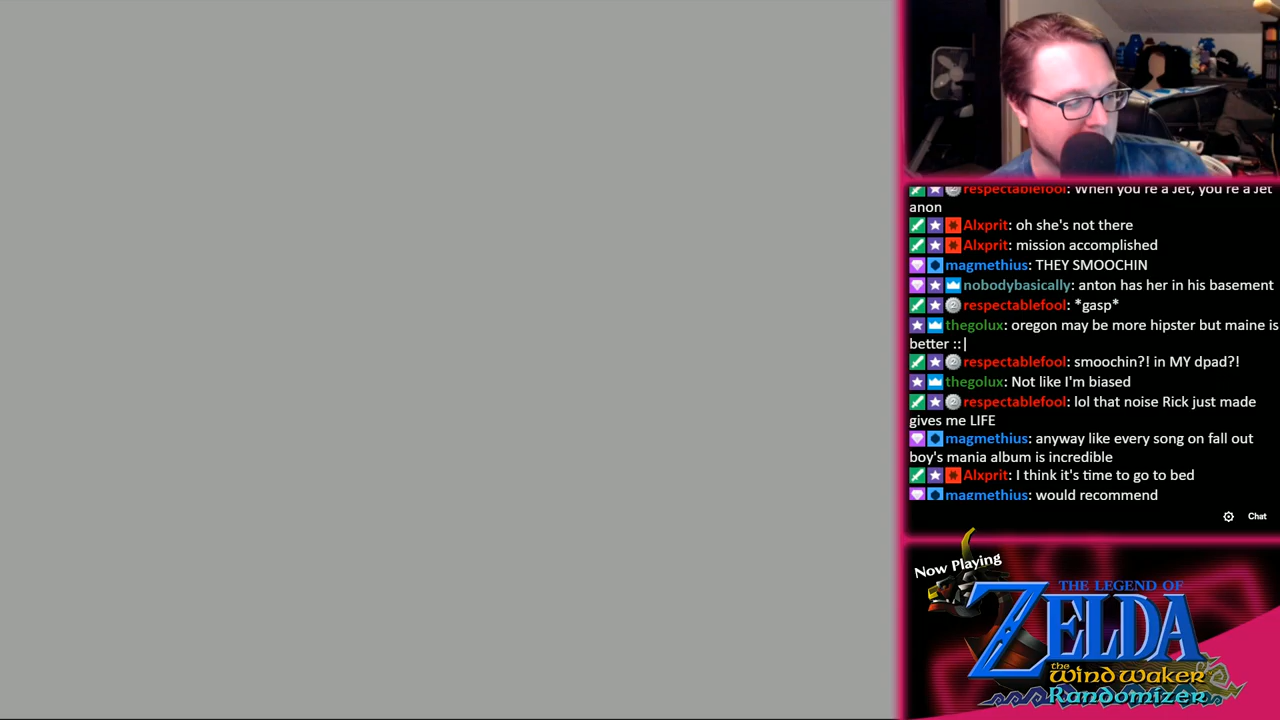 respectablefool: When you're a Jet, you're a Jet
anon
Alxprit: oh she's not there
Alxprit: mission accomplished
magmethius: THEY SMOOCHIN
nobodybasically: anton has her in his basement
respectablefool: *gasp*
thegolux: oregon may be more hipster but maine is
better ::|
respectablefool: smoochin?! in MY dpad?!
thegolux: Not like I'm biased
respectablefool: lol that noise Rick just made
gives me LIFE
magmethius: anyway like every song on fall out
boy's mania album is incredible
Alxprit: I think it's time to go to bed
magmethius: would recommend
Chat
Now Playing
THE LEGEND OF
ZELDA
the
Wind Waker
Randomizer